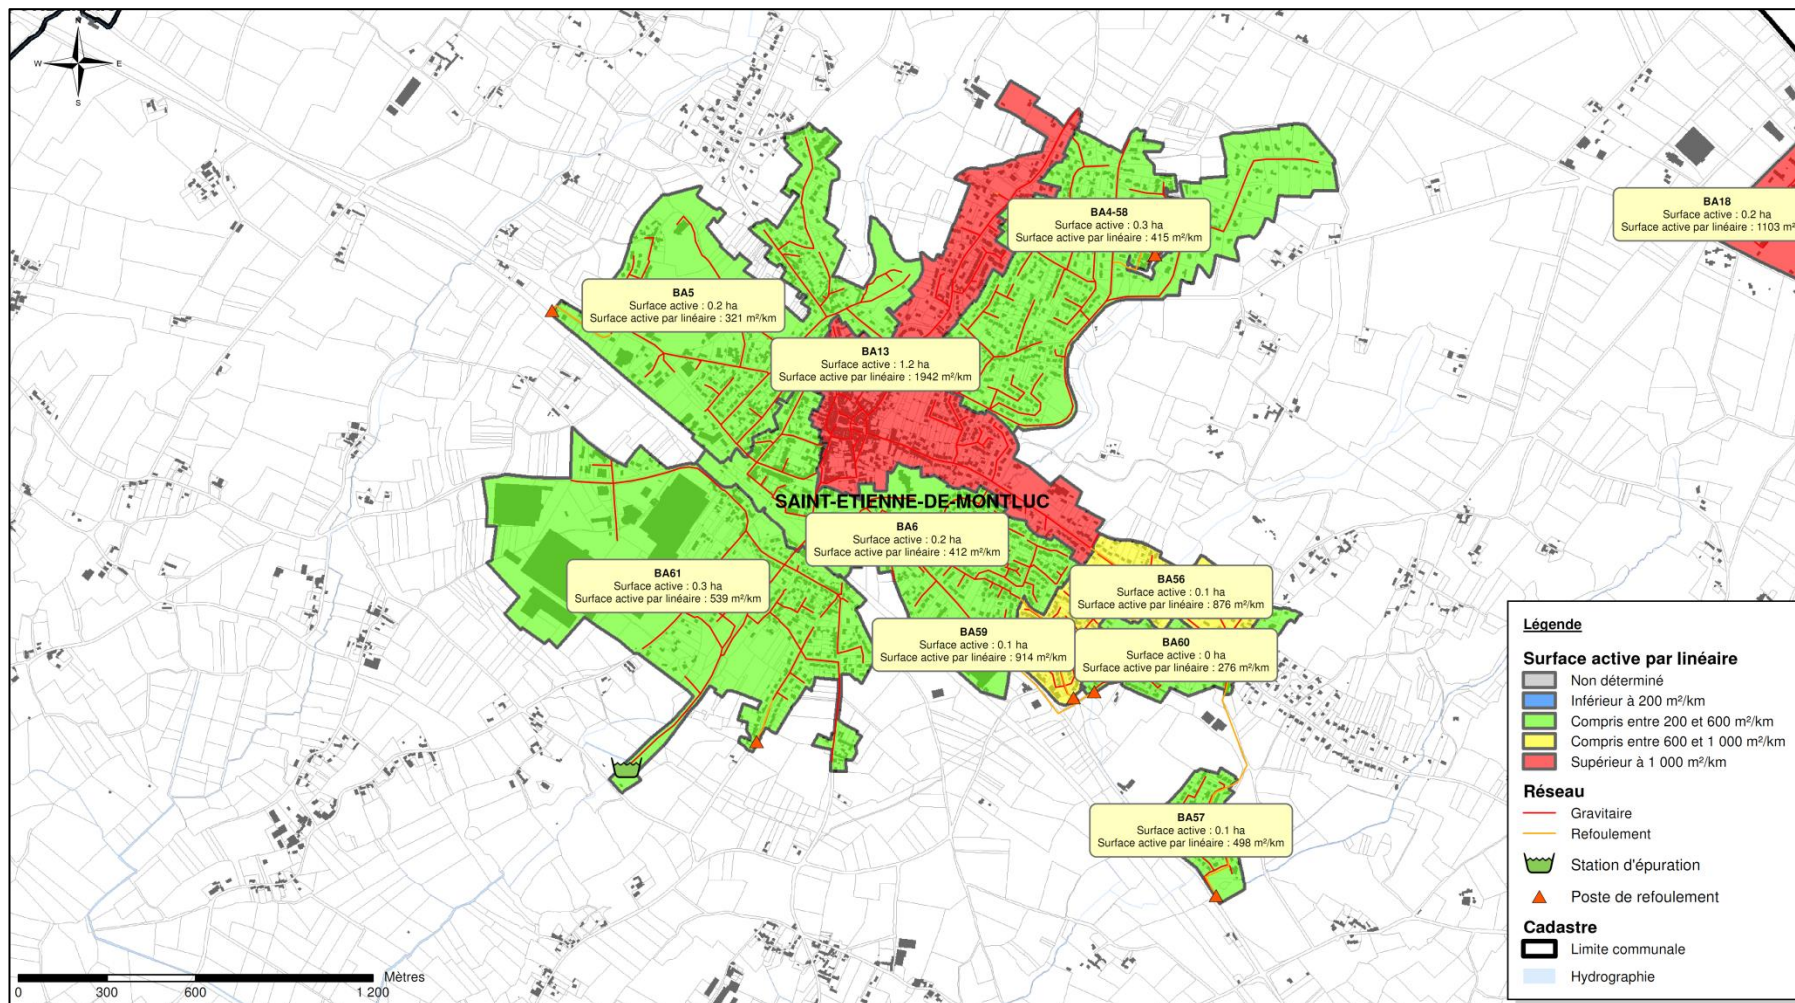 N
W
E
S
BA18
Surface active : 0.2 ha
Surface active par linéaire : 1103 m²
BA4-58
Surface active : 0.3 ha
Surface active par linéaire : 415 m²/km
BA5
Surface active : 0.2 ha
Surface active par linéaire : 321 m²/km
BA13
Surface active : 1.2 ha
Surface active par linéaire : 1942 m²/km
SAINT-ETIENNE-DE-MONTLUC
BA6
Surface active : 0.2 ha
Surface active par linéaire : 412 m²/km
BA61
Surface active : 0.3 ha
Surface active par linéaire : 539 m²/km
BA56
Surface active : 0.1 ha
Surface active par linéaire : 876 m²/km
BA59
Surface active : 0.1 ha
Surface active par linéaire : 914 m²/km
BA60
Surface active : 0 ha
Surface active par linéaire : 276 m²/km
BA57
Surface active : 0.1 ha
Surface active par linéaire : 498 m²/km
Légende
Surface active par linéaire
Non déterminé
Inférieur à 200 m²/km
Compris entre 200 et 600 m²/km
Compris entre 600 et 1 000 m²/km
Supérieur à 1 000 m²/km
Réseau
Gravitaire
Refoulement
Station d'épuration
Poste de refoulement
Cadastre
Limite communale
Hydrographie
Mètres
0 300 600 1 200